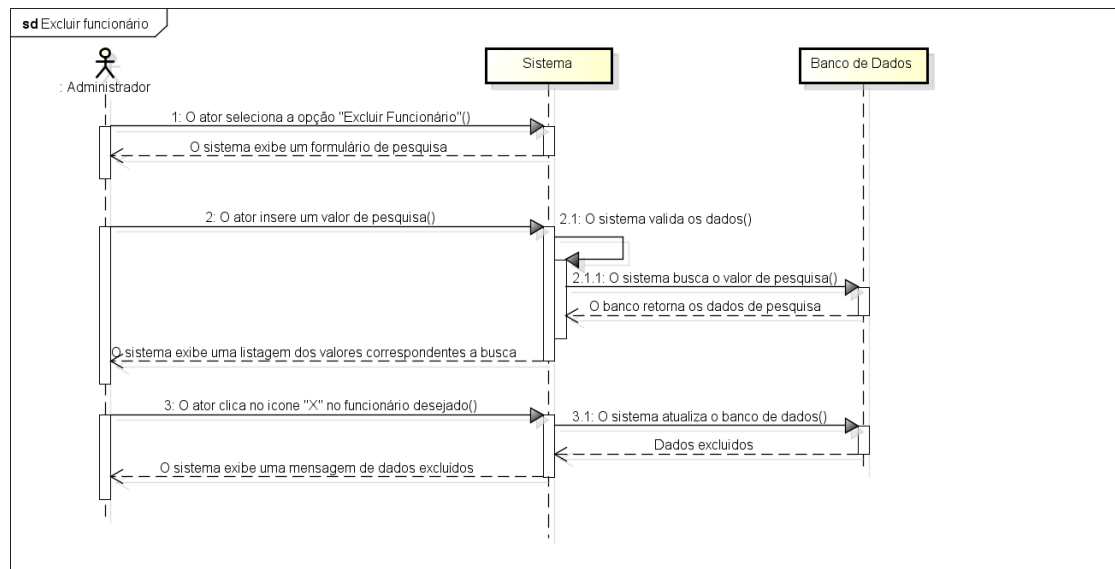 sd Excluir funcionário
: Administrador
Sistema
Banco de Dados
1: O ator seleciona a opção "Excluir Funcionário"()
O sistema exibe um formulário de pesquisa
2: O ator insere um valor de pesquisa()
2.1: O sistema valida os dados()
2.1.1: O sistema busca o valor de pesquisa()
O banco retorna os dados de pesquisa
O sistema exibe uma listagem dos valores correspondentes a busca
3: O ator clica no icone "X" no funcionário desejado()
3.1: O sistema atualiza o banco de dados()
Dados excluidos
O sistema exibe uma mensagem de dados excluídos